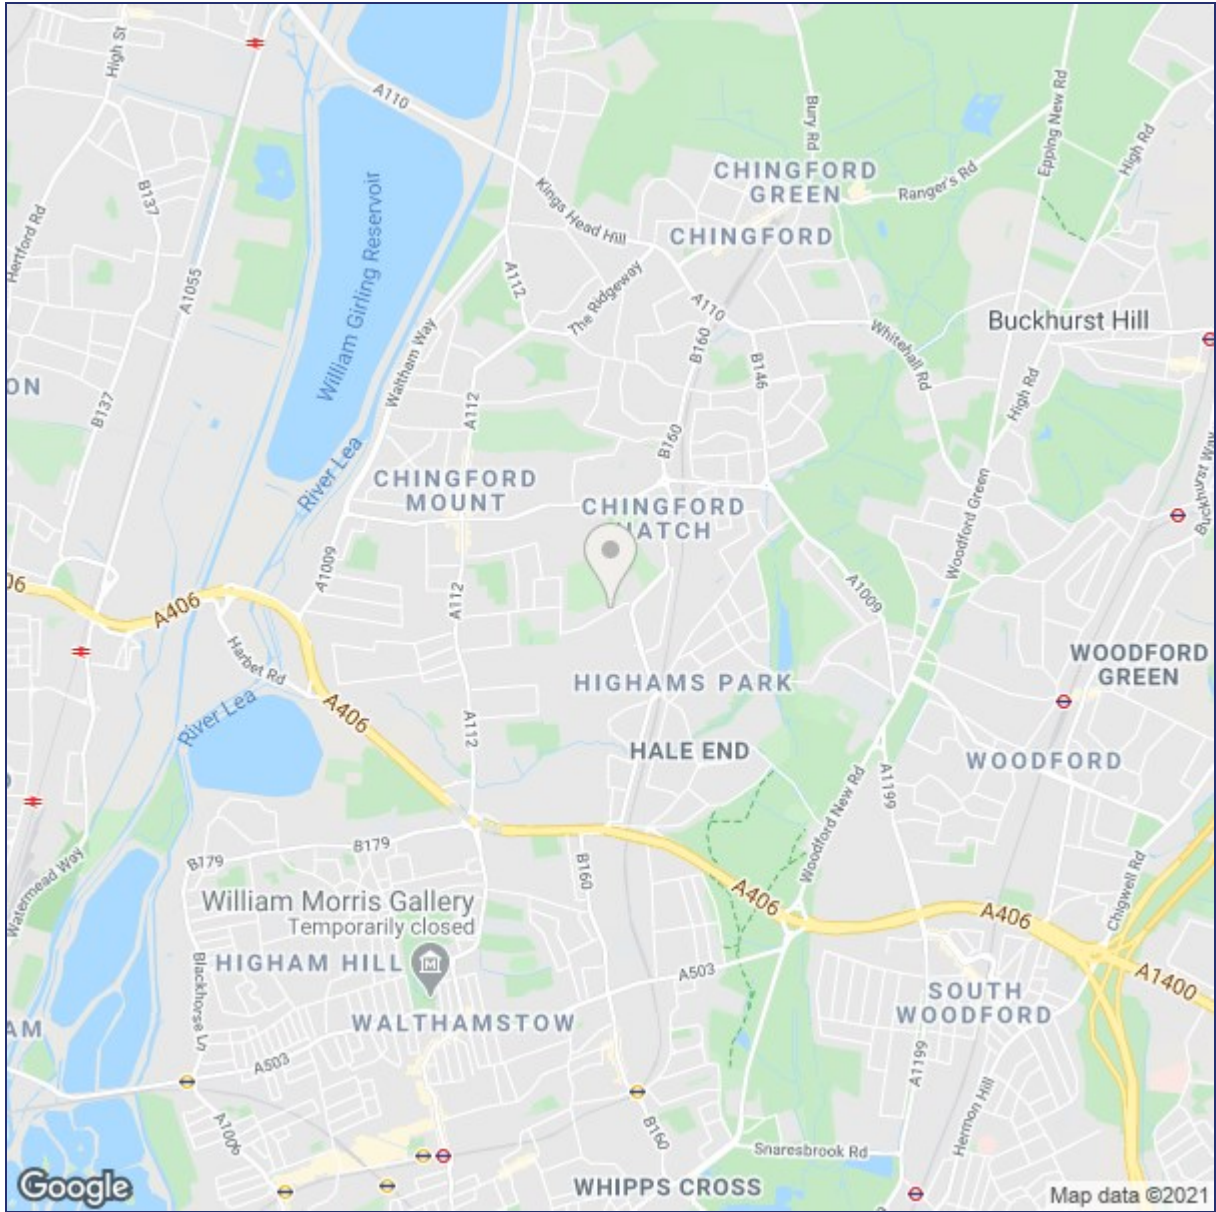 High St
A110
B137
Hertford Rd
A1055
William Girling Reservoir
Kings Head Hill
Bury Rd
Epping New Rd
High Rd
CHINGFORD
GREEN
Ranger's Rd
CHINGFORD
A112
The Ridgeway
A110
Waltham Way
B160
B146
Whitehall Rd
Buckhurst Hill
ON
B137
A112
High Rd
B160
River Lea
CHINGFORD
MOUNT
CHINGFORD
HATCH
Woodford Green
Buckhurst Way
A1009
A112
A1009
06
A406
Harbet Rd
WOODFORD
GREEN
HIGHAMS PARK
River Lea
A406
A112
HALE END
WOODFORD
A1199
Woodford New Rd
B179
B179
B160
Watermead Way
Chigwell Rd
William Morris Gallery
Temporarily closed
A406
A406
HIGHAM HILL
A503
A1400
Blackhorse Ln
SOUTH
WOODFORD
AM
WALTHAMSTOW
A503
A1199
A1006
B160
Hermon Hill
Snaresbrook Rd
WHIPPS CROSS
Google
Map data ©2021